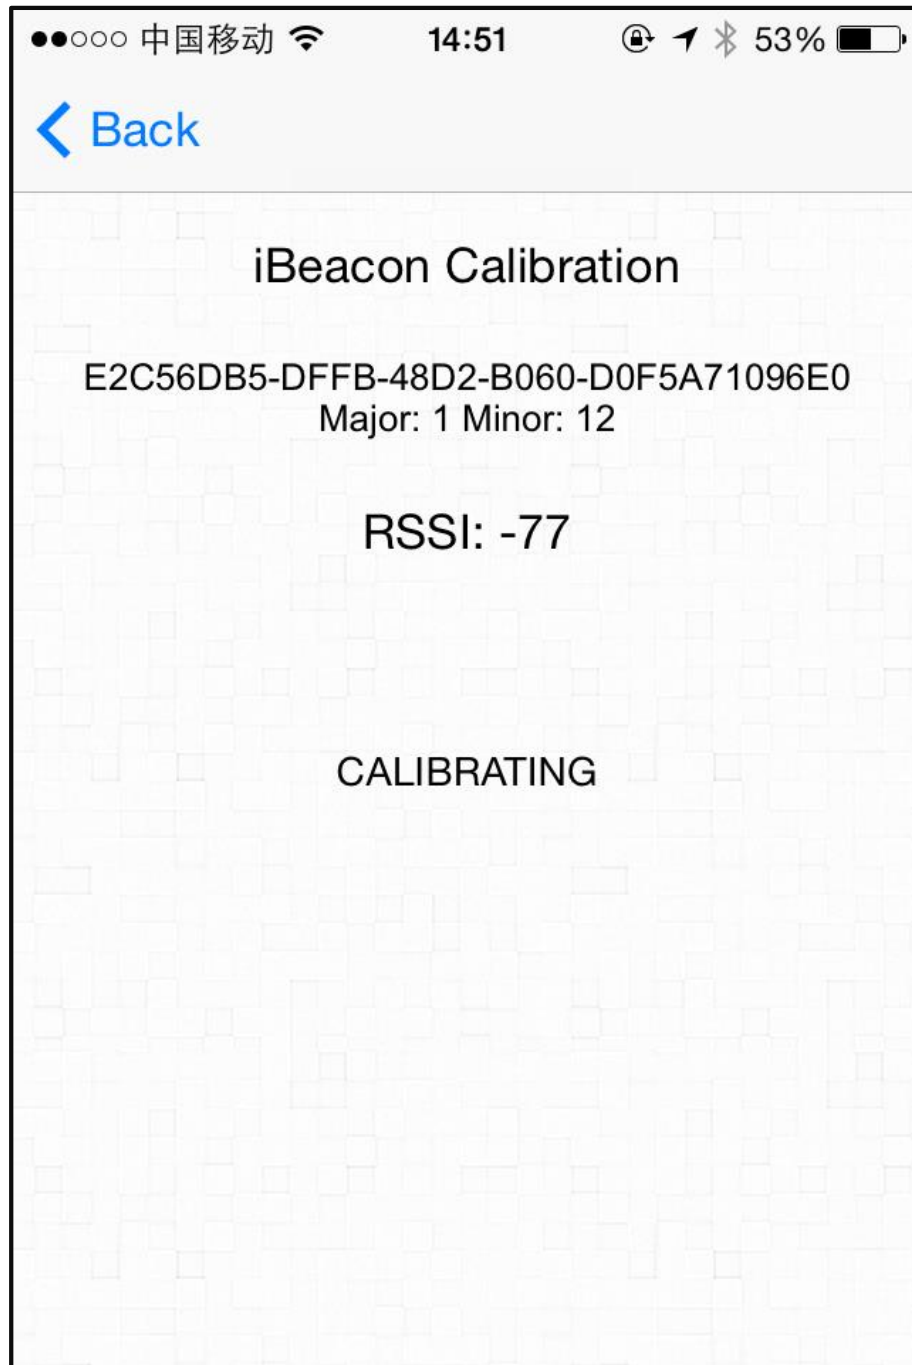 中国移动 14:51 53%
Back
iBeacon Calibration
E2C56DB5-DFFB-48D2-B060-D0F5A71096E0
Major: 1 Minor: 12
RSSI: -77
CALIBRATING